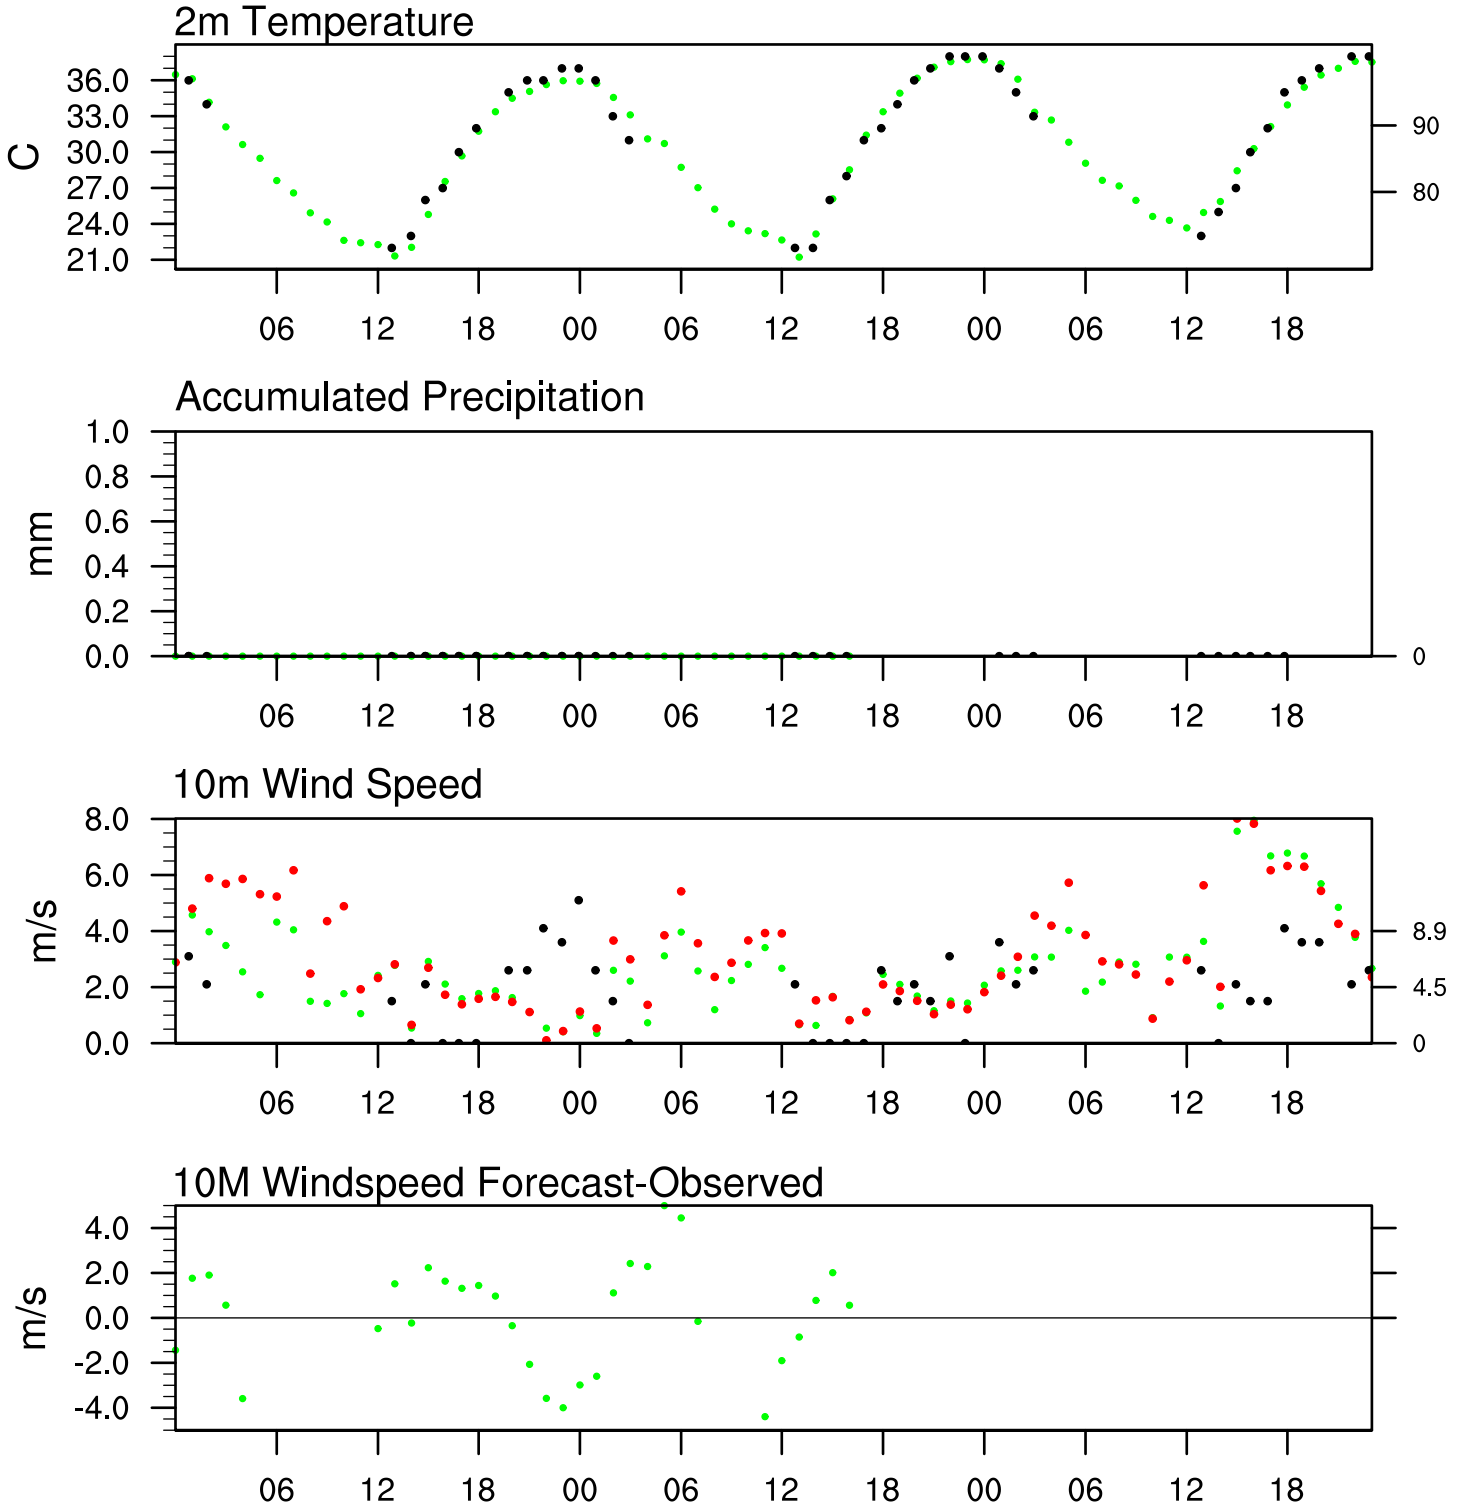 2m Temperature
C
36.0
33.0
30.0
27.0
24.0
21.0
90
80
06 12 18 00 06 12 18 00 06 12 18
Accumulated Precipitation
mm
1.0
0.8
0.6
0.4
0.2
0.0
0
06 12 18 00 06 12 18 00 06 12 18
10m Wind Speed
m/s
8.0
6.0
4.0
2.0
0.0
8.9
4.5
0
06 12 18 00 06 12 18 00 06 12 18
10M Windspeed Forecast-Observed
m/s
4.0
2.0
0.0
-2.0
-4.0
06 12 18 00 06 12 18 00 06 12 18